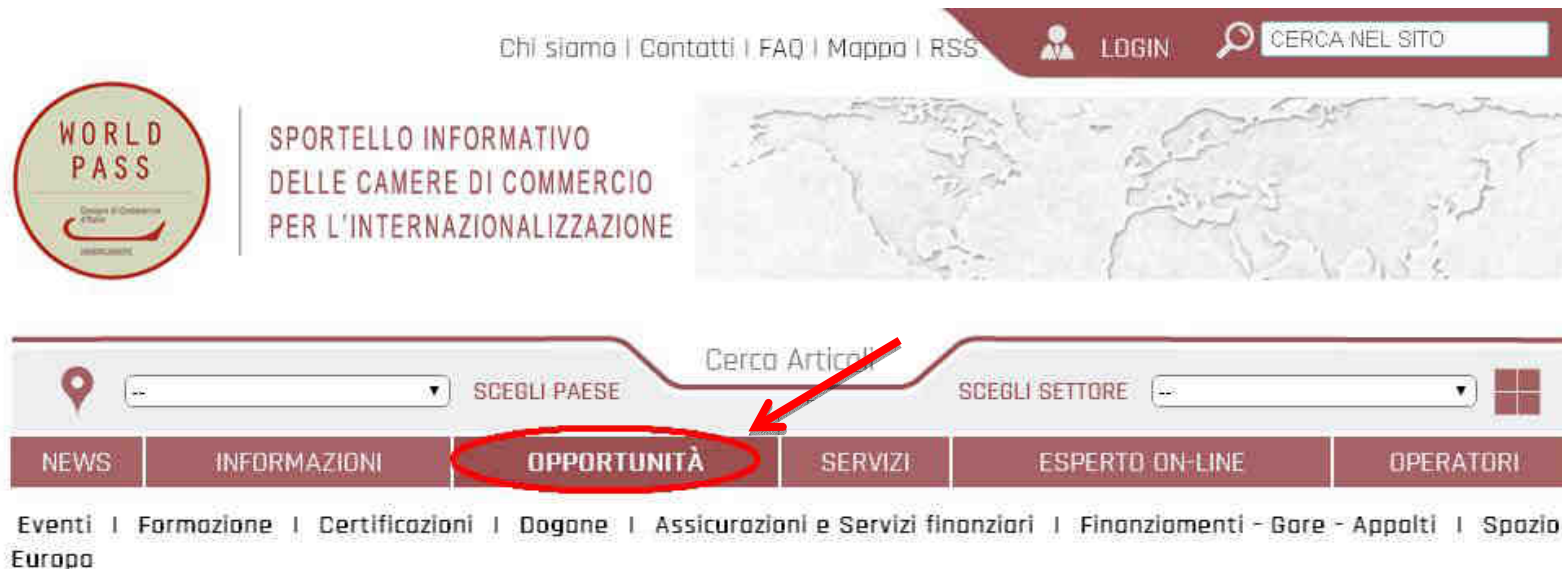 Chi siamo | Contatti | FAQ | Mappa | RSS
LOGIN
CERCA NEL SITO
WORLD
PASS
SPORTELLO INFORMATIVO
DELLE CAMERE DI COMMERCIO
PER L'INTERNAZIONALIZZAZIONE
Cerca Articoli
--
SCEGLI PAESE
SCEGLI SETTORE
--
NEWS
INFORMAZIONI
OPPORTUNITÀ
SERVIZI
ESPERTO ON-LINE
OPERATORI
Eventi | Formazione | Certificazioni | Dogane | Assicurazioni e Servizi finanziari | Finanziamenti - Gare - Appalti | Spazio
Europa